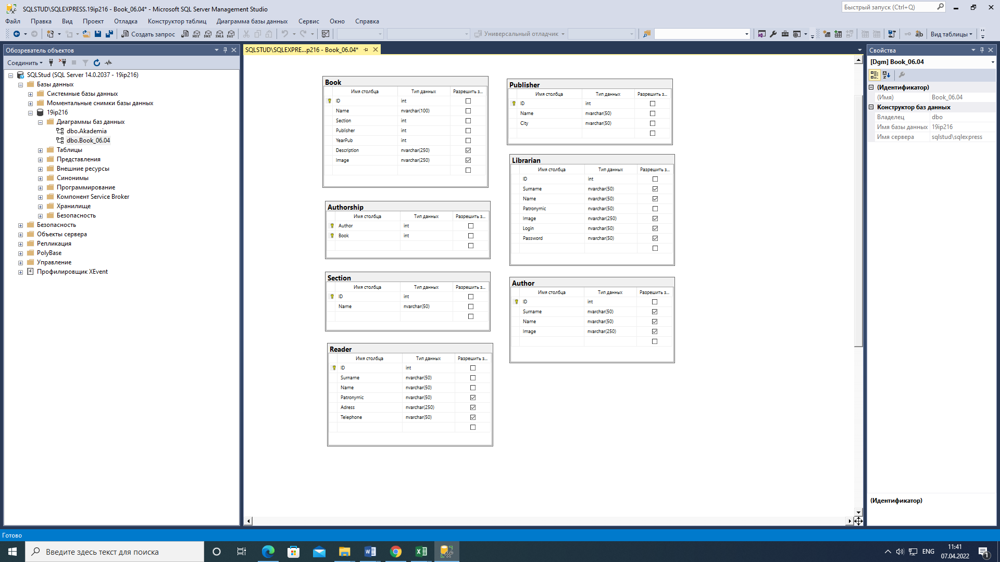 SQLSTUD\SQLEXPRESS.19ip216 - Book_06.04* - Microsoft SQL Server Management Studio
Быстрый запуск (Ctrl+Q)
Файл Правка Вид Проект Отладка Конструктор таблиц Диаграмма базы данных Сервис Окно Справка
Создать запрос MDX DMX XMLA DAX Универсальный отладчик Вид таблицы
Обозреватель объектов
Соединить
SQLStud (SQL Server 14.0.2037 - 19ip216)
Базы данных
Системные базы данных
Моментальные снимки базы данных
19ip216
Диаграммы баз данных
dbo.Akademia
dbo.Book_06.04
Таблицы
Представления
Внешние ресурсы
Синонимы
Программирование
Компонент Service Broker
Хранилище
Безопасность
Безопасность
Объекты сервера
Репликация
PolyBase
Управление
Профилировщик XEvent
SQLSTUD\SQLEXPRE...p216 - Book_06.04*
Book
Имя столбца Тип данных Разрешить з...
ID int
Name nvarchar(100)
Section int
Publisher int
YearPub int
Description nvarchar(250)
Image nvarchar(250)
Authorship
Имя столбца Тип данных Разрешить з...
Author int
Book int
Section
Имя столбца Тип данных Разрешить з...
ID int
Name nvarchar(50)
Reader
Имя столбца Тип данных Разрешить з...
ID int
Surname nvarchar(50)
Name nvarchar(50)
Patronymic nvarchar(50)
Adress nvarchar(250)
Telephone nvarchar(50)
Publisher
Имя столбца Тип данных Разрешить з...
ID int
Name nvarchar(50)
City nvarchar(50)
Librarian
Имя столбца Тип данных Разрешить з...
ID int
Surname nvarchar(50)
Name nvarchar(50)
Patronymic nvarchar(50)
Image nvarchar(250)
Login nvarchar(50)
Password nvarchar(50)
Author
Имя столбца Тип данных Разрешить з...
ID int
Surname nvarchar(50)
Name nvarchar(50)
Image nvarchar(250)
Свойства
[Dgm] Book_06.04
(Идентификатор)
(Имя) Book_06.04
Конструктор баз данных
Владелец dbo
Имя базы данных 19ip216
Имя сервера sqlstud\sqlexpress
(Идентификатор)
Готово
Введите здесь текст для поиска
ENG
11:41
07.04.2022
1